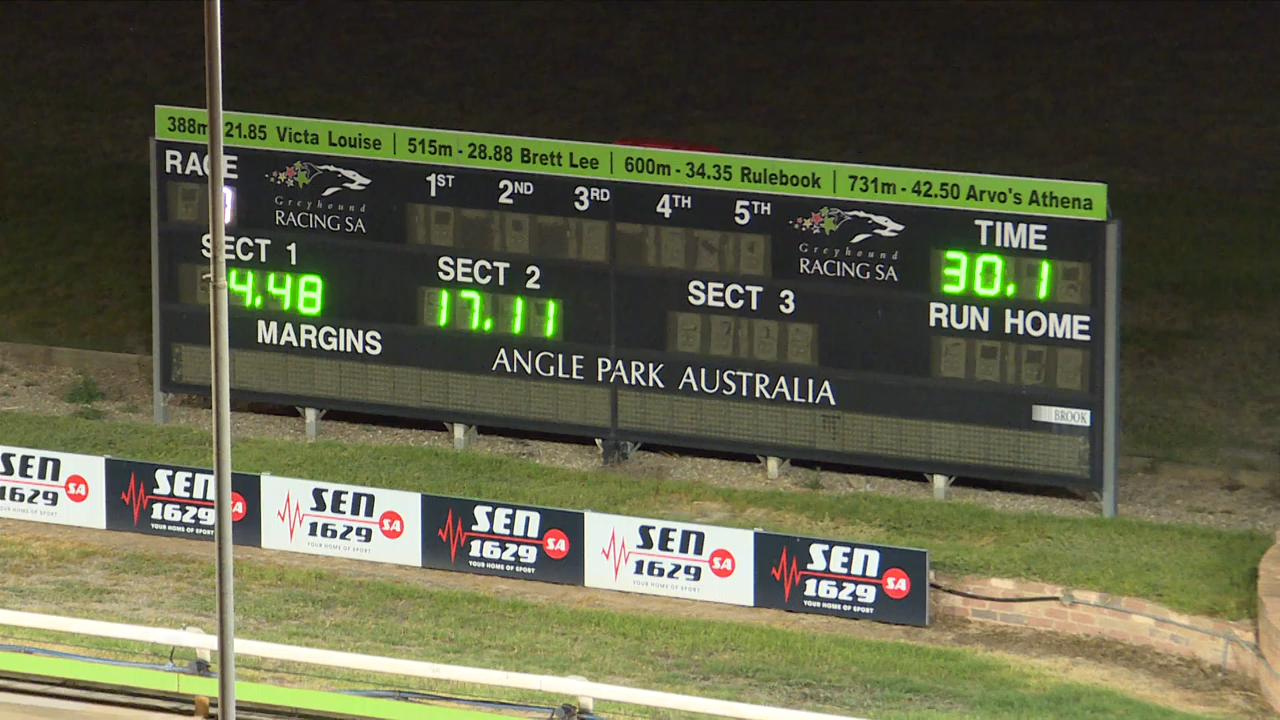 388m 21.85 Victa Louise | 515m - 28.88 Brett Lee | 600m - 34.35 Rulebook | 731m - 42.50 Arvo's Athena
RACE
Greyhound
RACING SA
1ST 2ND 3RD 4TH 5TH
Greyhound
RACING SA
TIME
30.1
SECT 1
4.48
SECT 2
17.11
SECT 3
RUN HOME
MARGINS
ANGLE PARK AUSTRALIA
BROOK
SEN
1629 SA
YOUR HOME OF SPORT
SEN
1629 SA
YOUR HOME OF SPORT
SEN
1629 SA
YOUR HOME OF SPORT
SEN
1629 SA
YOUR HOME OF SPORT
SEN
1629 SA
YOUR HOME OF SPORT
SEN
1629 SA
YOUR HOME OF SPORT